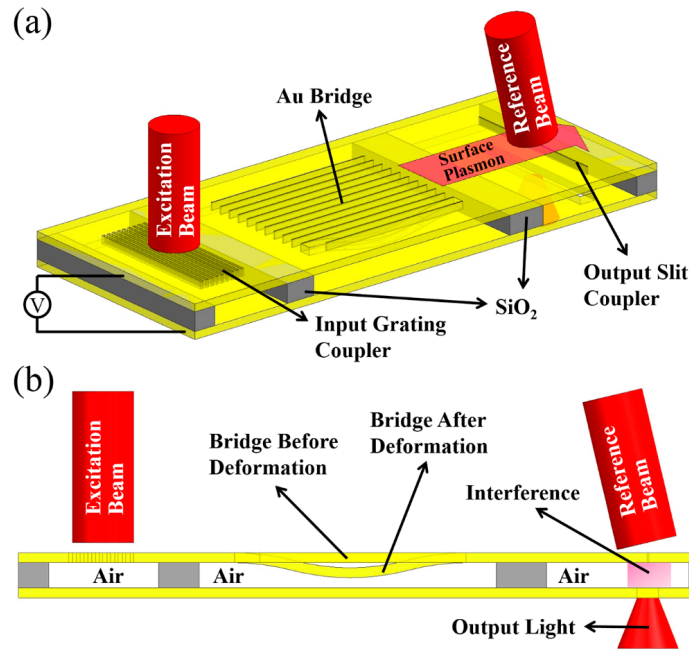 (a)
Au Bridge
Excitation
Beam
Reference
Beam
Surface
Plasmon
V
Input Grating
Coupler
SiO₂
Output Slit
Coupler
(b)
Excitation
Beam
Bridge Before
Deformation
Bridge After
Deformation
Interference
Reference
Beam
Air
Air
Air
Output Light